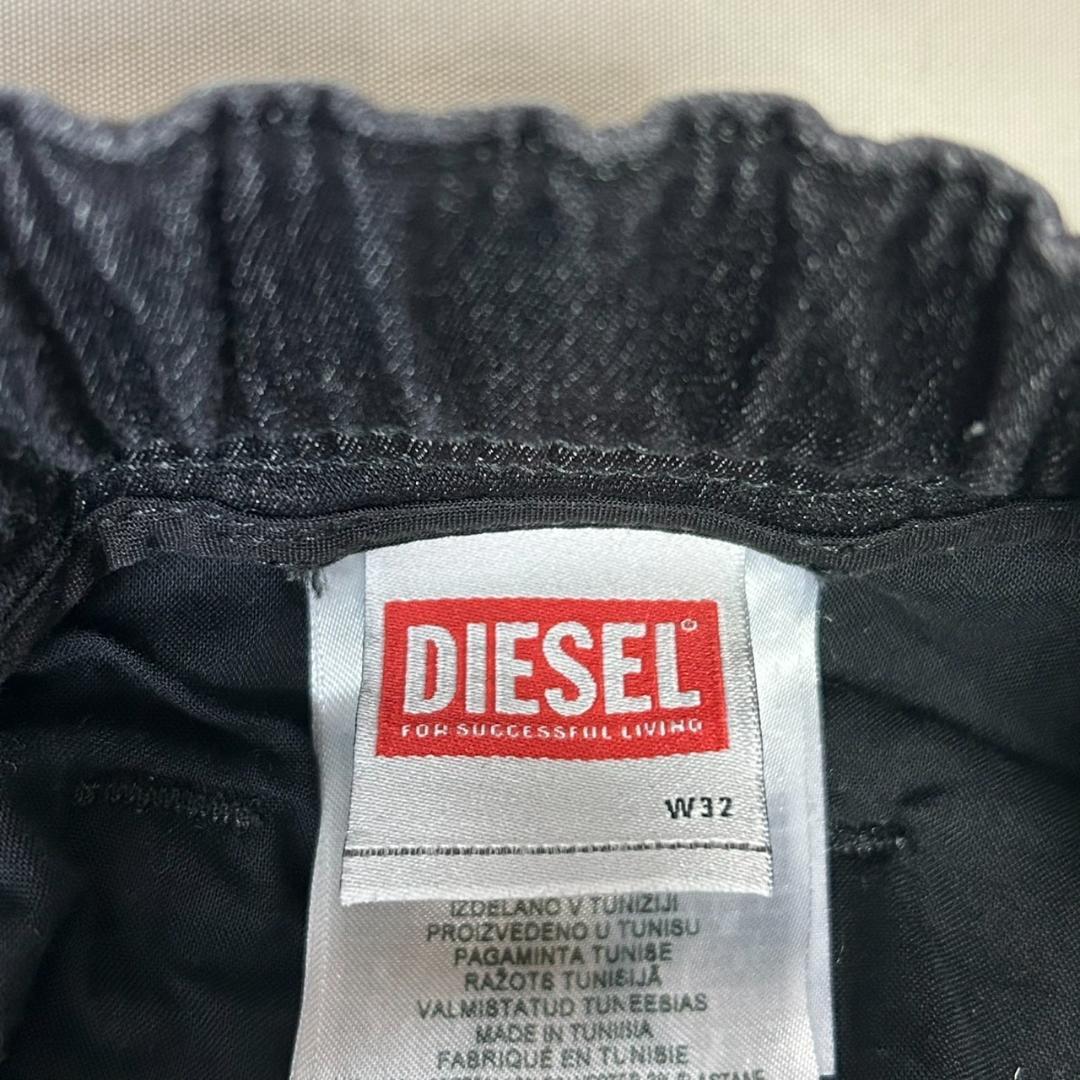 DIESEL
FOR SUCCESSFUL LIVING
W32
IZDELANO V TUNIZIJI
PROIZVEDENO U TUNISU
PAGAMINTA TUNISE
RAŽOTS TUNISIJĀ
VALMISTATUD TUNEESIAS
MADE IN TUNISIA
FABRIQUÉ EN TUNISIE